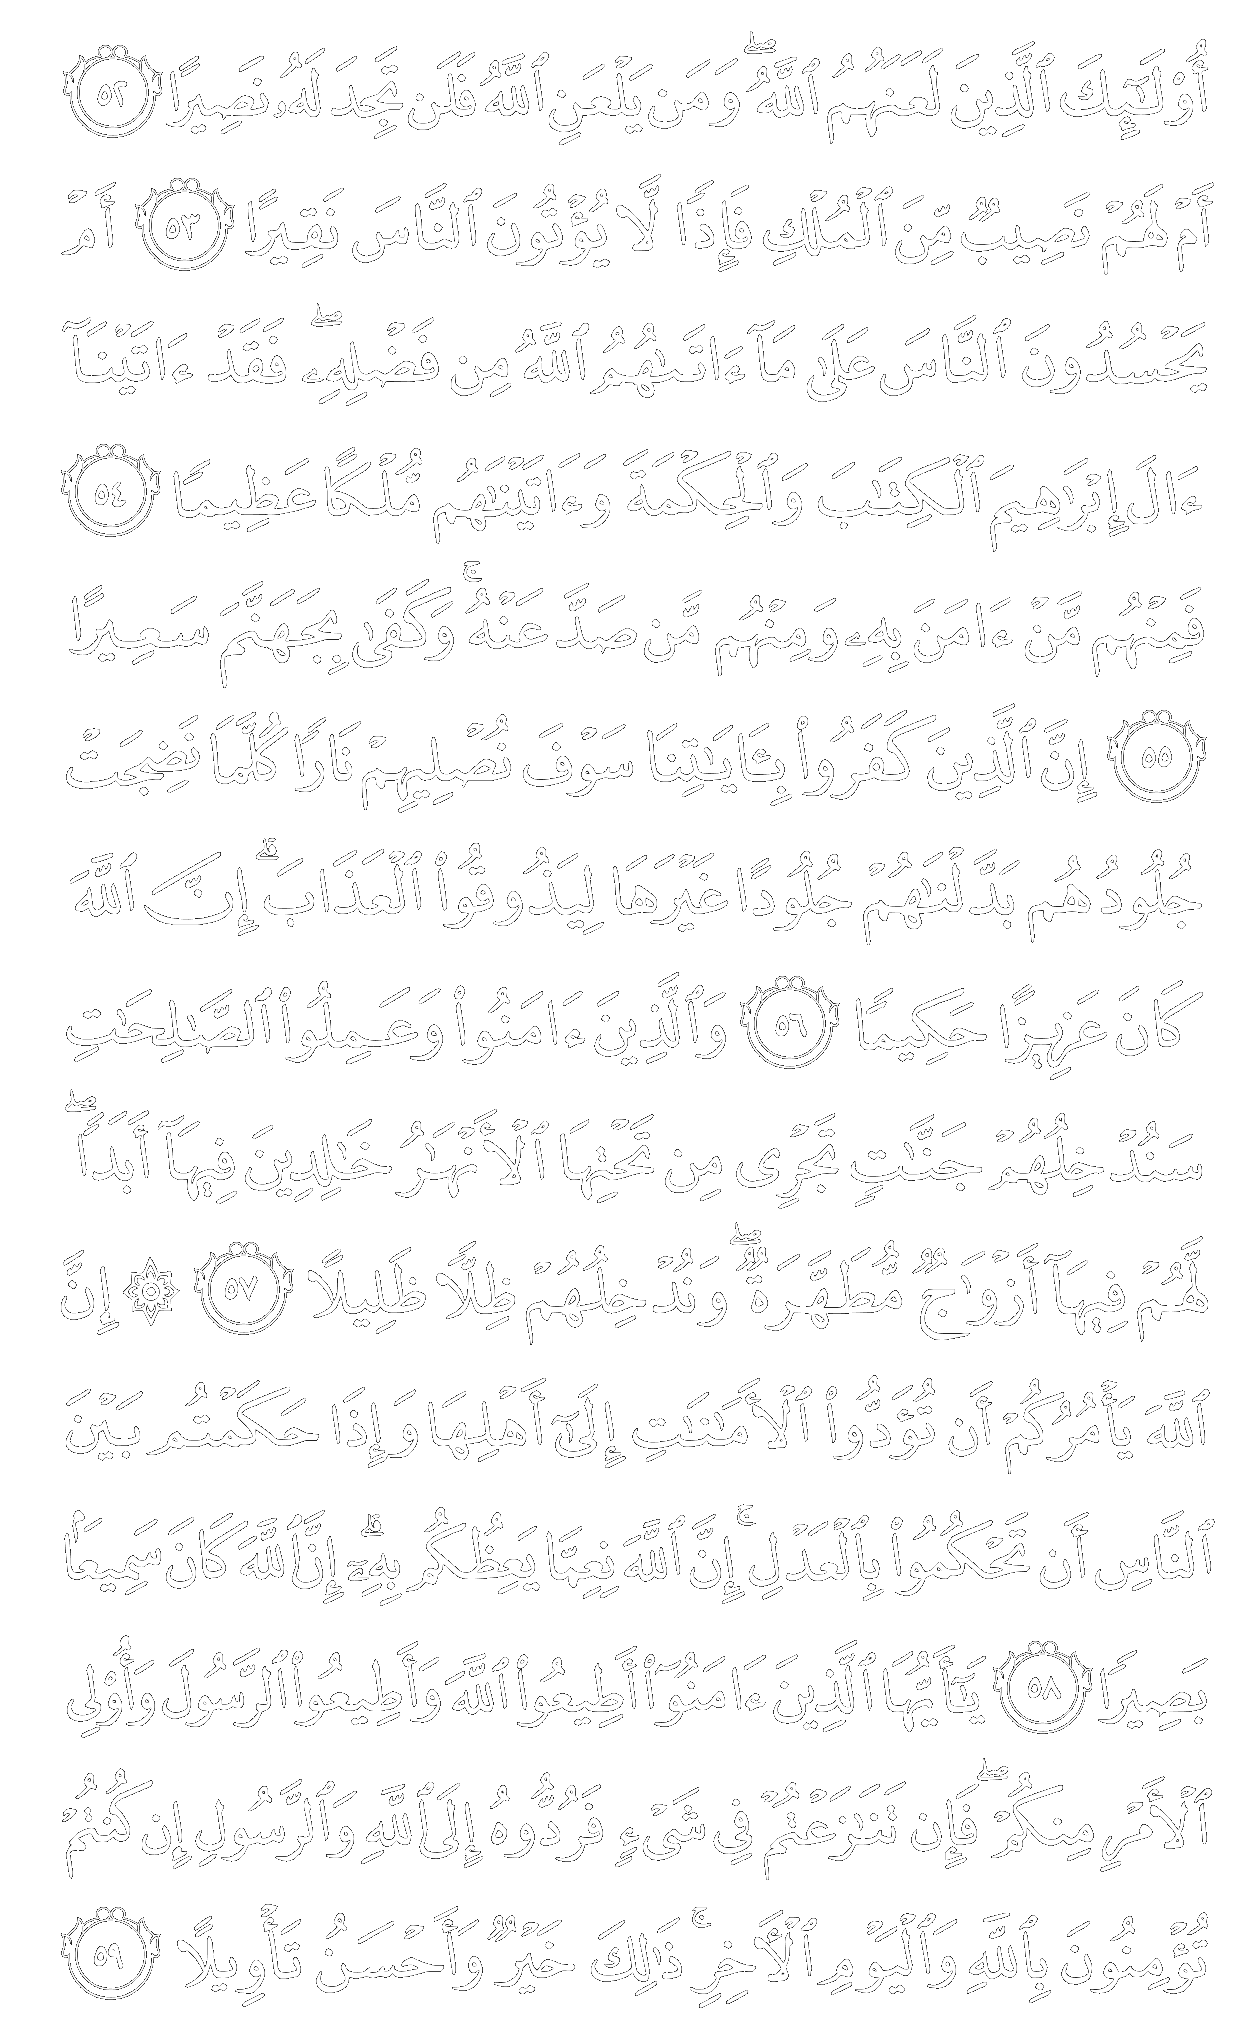 أُو۟لَـٰٓئِكَ ٱلَّذِينَ لَعَنَهُمُ ٱللَّهُ ۖ وَمَن يَلْعَنِ ٱللَّهُ فَلَن تَجِدَ لَهُۥ نَصِيرًا ٥٢
أَمْ لَهُمْ نَصِيبٌ مِّنَ ٱلْمُلْكِ فَإِذًا لَّا يُؤْتُونَ ٱلنَّاسَ نَقِيرًا ٥٣ أَمْ
يَحْسُدُونَ ٱلنَّاسَ عَلَىٰ مَآ ءَاتَىٰهُمُ ٱللَّهُ مِن فَضْلِهِۦ ۖ فَقَدْ ءَاتَيْنَآ
ءَالَ إِبْرَٰهِيمَ ٱلْكِتَـٰبَ وَٱلْحِكْمَةَ وَءَاتَيْنَـٰهُم مُّلْكًا عَظِيمًا ٥٤
فَمِنْهُم مَّنْ ءَامَنَ بِهِۦ وَمِنْهُم مَّن صَدَّ عَنْهُ ۚ وَكَفَىٰ بِجَهَنَّمَ سَعِيرًا
٥٥ إِنَّ ٱلَّذِينَ كَفَرُوا۟ بِـَٔايَـٰتِنَا سَوْفَ نُصْلِيهِمْ نَارًا كُلَّمَا نَضِجَتْ
جُلُودُهُم بَدَّلْنَـٰهُمْ جُلُودًا غَيْرَهَا لِيَذُوقُوا۟ ٱلْعَذَابَ ۗ إِنَّ ٱللَّهَ
كَانَ عَزِيزًا حَكِيمًا ٥٦ وَٱلَّذِينَ ءَامَنُوا۟ وَعَمِلُوا۟ ٱلصَّـٰلِحَـٰتِ
سَنُدْخِلُهُمْ جَنَّـٰتٍ تَجْرِى مِن تَحْتِهَا ٱلْأَنْهَـٰرُ خَـٰلِدِينَ فِيهَآ أَبَدًا ۖ
لَّهُمْ فِيهَآ أَزْوَٰجٌ مُّطَهَّرَةٌ ۖ وَنُدْخِلُهُمْ ظِلًّا ظَلِيلًا ٥٧ ۞ إِنَّ
ٱللَّهَ يَأْمُرُكُمْ أَن تُؤَدُّوا۟ ٱلْأَمَـٰنَـٰتِ إِلَىٰٓ أَهْلِهَا وَإِذَا حَكَمْتُم بَيْنَ
ٱلنَّاسِ أَن تَحْكُمُوا۟ بِٱلْعَدْلِ ۚ إِنَّ ٱللَّهَ نِعِمَّا يَعِظُكُم بِهِۦٓ ۗ إِنَّ ٱللَّهَ كَانَ سَمِيعًۢا
بَصِيرًا ٥٨ يَـٰٓأَيُّهَا ٱلَّذِينَ ءَامَنُوٓا۟ أَطِيعُوا۟ ٱللَّهَ وَأَطِيعُوا۟ ٱلرَّسُولَ وَأُو۟لِى
ٱلْأَمْرِ مِنكُمْ ۖ فَإِن تَنَـٰزَعْتُمْ فِى شَىْءٍ فَرُدُّوهُ إِلَى ٱللَّهِ وَٱلرَّسُولِ إِن كُنتُمْ
تُؤْمِنُونَ بِٱللَّهِ وَٱلْيَوْمِ ٱلْـَٔاخِرِ ۚ ذَٰلِكَ خَيْرٌ وَأَحْسَنُ تَأْوِيلًا ٥٩